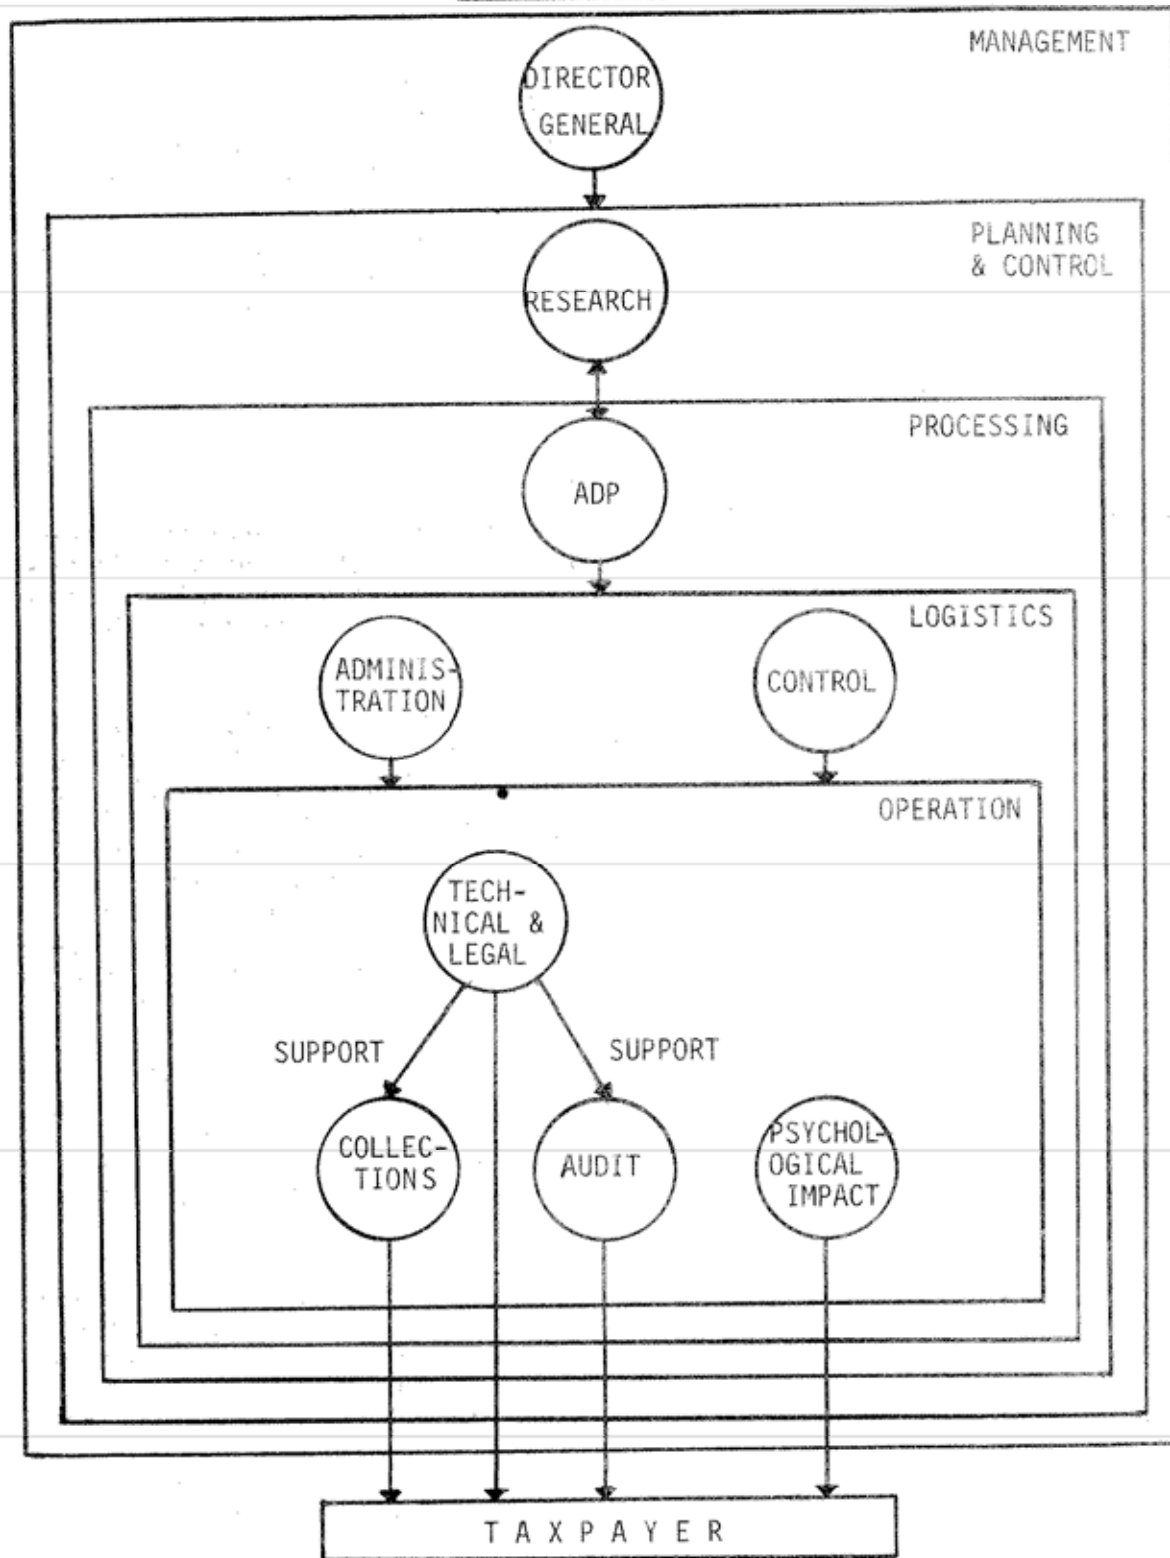 MANAGEMENT
DIRECTOR
GENERAL
PLANNING
& CONTROL
RESEARCH
PROCESSING
ADP
LOGISTICS
ADMINIS-
TRATION
CONTROL
OPERATION
TECH-
NICAL &
LEGAL
SUPPORT
SUPPORT
COLLEC-
TIONS
AUDIT
PSYCHOL-
OGICAL
IMPACT
TAXPAYER